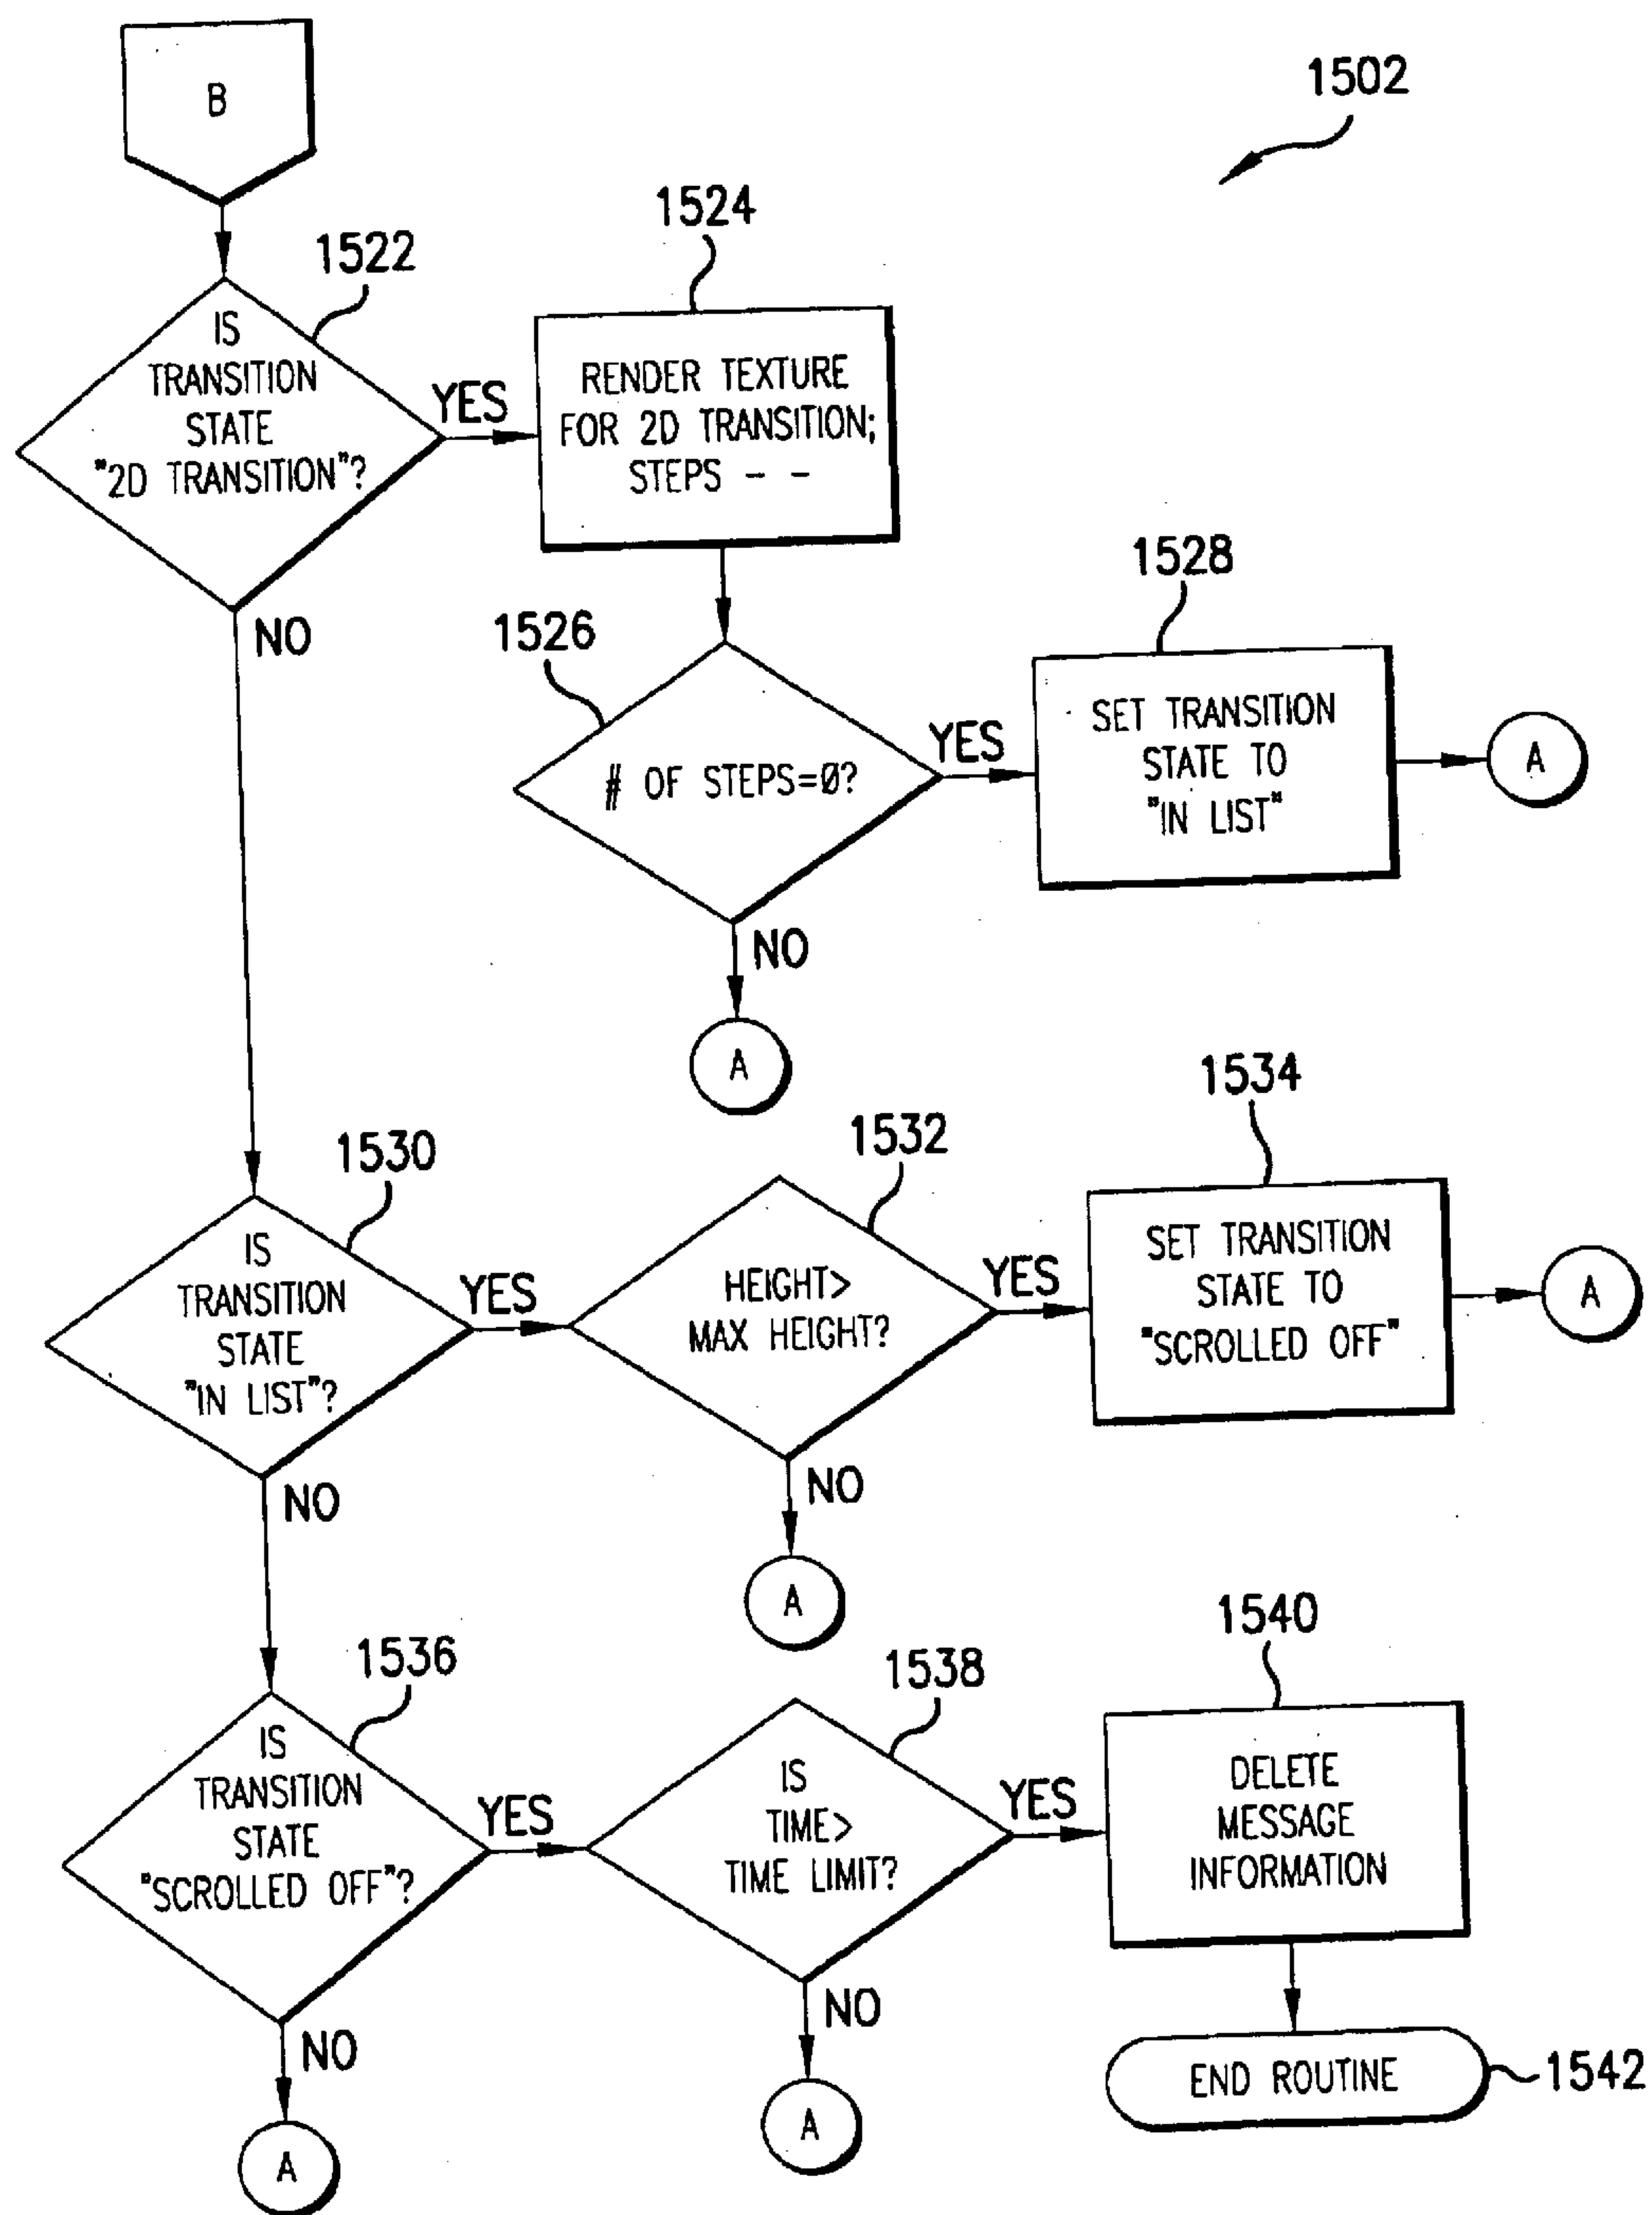 B
1502
1522
IS
TRANSITION
STATE
"2D TRANSITION"?
YES
NO
1524
RENDER TEXTURE
FOR 2D TRANSITION;
STEPS - -
1526
# OF STEPS=Ø?
YES
NO
A
1528
SET TRANSITION
STATE TO
"IN LIST"
A
1530
IS
TRANSITION
STATE
"IN LIST"?
YES
NO
1532
HEIGHT>
MAX HEIGHT?
YES
NO
A
1534
SET TRANSITION
STATE TO
"SCROLLED OFF"
A
1536
IS
TRANSITION
STATE
"SCROLLED OFF"?
YES
NO
A
1538
IS
TIME>
TIME LIMIT?
YES
NO
A
1540
DELETE
MESSAGE
INFORMATION
END ROUTINE
1542